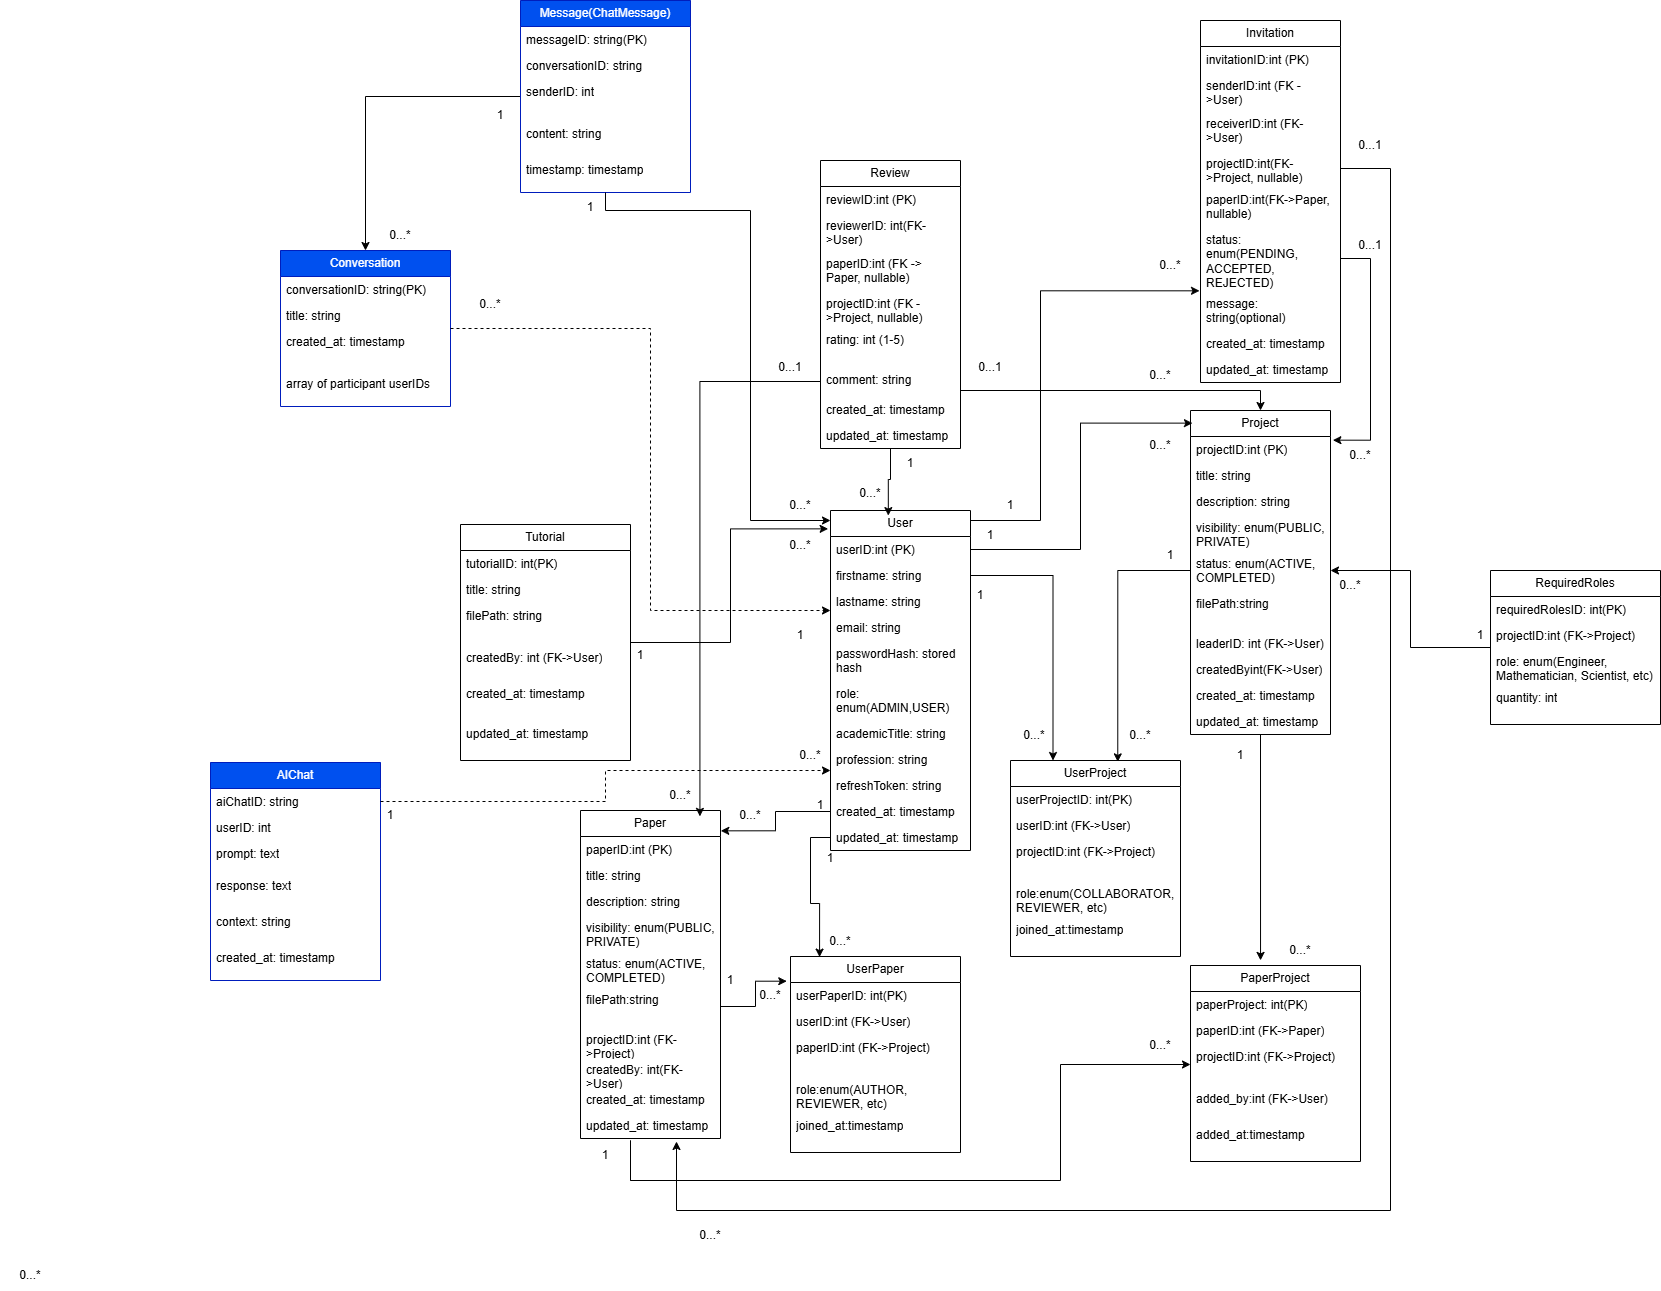 Message(ChatMessage)
messageID: string(PK)
conversationID: string
senderID: int
content: string
timestamp: timestamp
1
1
0...*
Conversation
conversationID: string(PK)
title: string
created_at: timestamp
array of participant userIDs
0...*
Invitation
invitationID:int (PK)
senderID:int (FK -
>User)
receiverID:int (FK-
>User)
projectID:int(FK-
>Project, nullable)
paperID:int(FK->Paper,
nullable)
status:
enum(PENDING,
ACCEPTED,
REJECTED)
message:
string(optional)
created_at: timestamp
updated_at: timestamp
0...1
0...1
0...*
Review
reviewID:int (PK)
reviewerID: int(FK-
>User)
paperID:int (FK ->
Paper, nullable)
projectID:int (FK -
>Project, nullable)
rating: int (1-5)
comment: string
created_at: timestamp
updated_at: timestamp
0...1
0...1
0...*
1
0...*
Project
projectID:int (PK)
title: string
description: string
visibility: enum(PUBLIC,
PRIVATE)
status: enum(ACTIVE,
COMPLETED)
filePath:string
leaderID: int (FK->User)
createdByint(FK->User)
created_at: timestamp
updated_at: timestamp
0...*
0...*
1
0...*
1
RequiredRoles
requiredRolesID: int(PK)
projectID:int (FK->Project)
role: enum(Engineer,
Mathematician, Scientist, etc)
quantity: int
1
User
userID:int (PK)
firstname: string
lastname: string
email: string
passwordHash: stored
hash
role:
enum(ADMIN,USER)
academicTitle: string
profession: string
refreshToken: string
created_at: timestamp
updated_at: timestamp
0...*
0...*
1
1
1
1
0...*
1
1
Tutorial
tutorialID: int(PK)
title: string
filePath: string
createdBy: int (FK->User)
created_at: timestamp
updated_at: timestamp
1
AIChat
aiChatID: string
userID: int
prompt: text
response: text
context: string
created_at: timestamp
1
0...*
0...*
Paper
paperID:int (PK)
title: string
description: string
visibility: enum(PUBLIC,
PRIVATE)
status: enum(ACTIVE,
COMPLETED)
filePath:string
projectID:int (FK-
>Project)
createdBy: int(FK-
>User)
created_at: timestamp
updated_at: timestamp
1
0...*
1
0...*
0...*
UserPaper
userPaperID: int(PK)
userID:int (FK->User)
paperID:int (FK->Project)
role:enum(AUTHOR,
REVIEWER, etc)
joined_at:timestamp
0...*
0...*
UserProject
userProjectID: int(PK)
userID:int (FK->User)
projectID:int (FK->Project)
role:enum(COLLABORATOR,
REVIEWER, etc)
joined_at:timestamp
0...*
0...*
PaperProject
paperProject: int(PK)
paperID:int (FK->Paper)
projectID:int (FK->Project)
added_by:int (FK->User)
added_at:timestamp
0...*